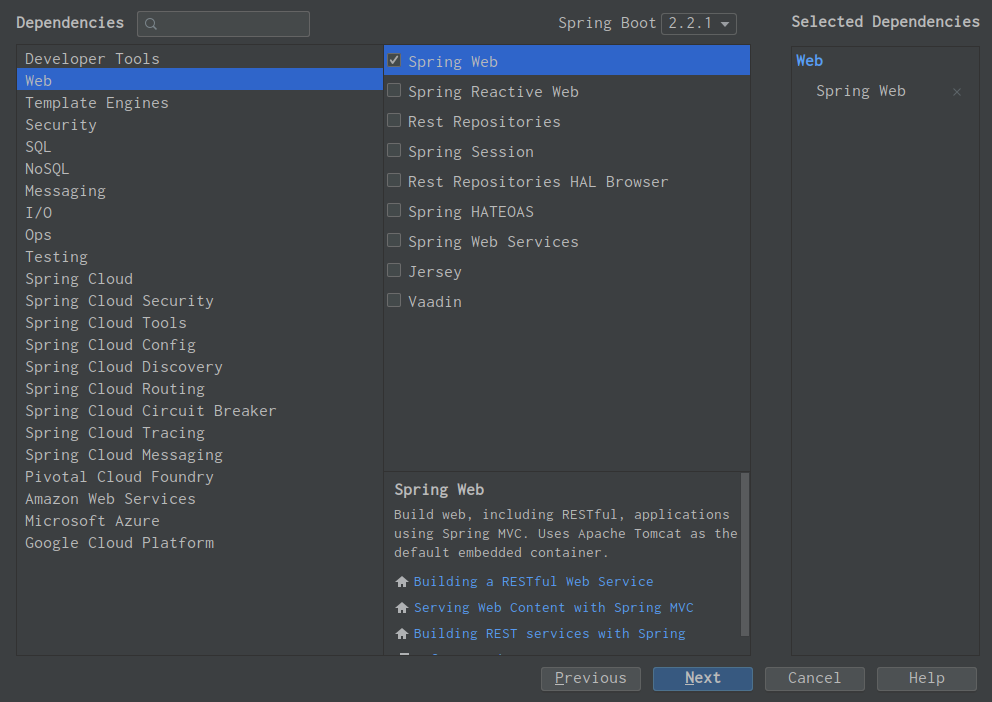 Dependencies
Spring Boot 2.2.1
Selected Dependencies
Developer Tools
Web
Template Engines
Security
SQL
NoSQL
Messaging
I/O
Ops
Testing
Spring Cloud
Spring Cloud Security
Spring Cloud Tools
Spring Cloud Config
Spring Cloud Discovery
Spring Cloud Routing
Spring Cloud Circuit Breaker
Spring Cloud Tracing
Spring Cloud Messaging
Pivotal Cloud Foundry
Amazon Web Services
Microsoft Azure
Google Cloud Platform
Spring Web
Spring Reactive Web
Rest Repositories
Spring Session
Rest Repositories HAL Browser
Spring HATEOAS
Spring Web Services
Jersey
Vaadin
Spring Web
Build web, including RESTful, applications
using Spring MVC. Uses Apache Tomcat as the
default embedded container.
Building a RESTful Web Service
Serving Web Content with Spring MVC
Building REST services with Spring
Web
Spring Web
Previous
Next
Cancel
Help